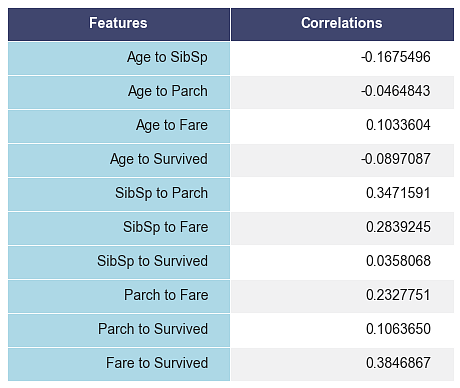 Features Correlations
Age to SibSp -0.1675496
Age to Parch -0.0464843
Age to Fare 0.1033604
Age to Survived -0.0897087
SibSp to Parch 0.3471591
SibSp to Fare 0.2839245
SibSp to Survived 0.0358068
Parch to Fare 0.2327751
Parch to Survived 0.1063650
Fare to Survived 0.3846867